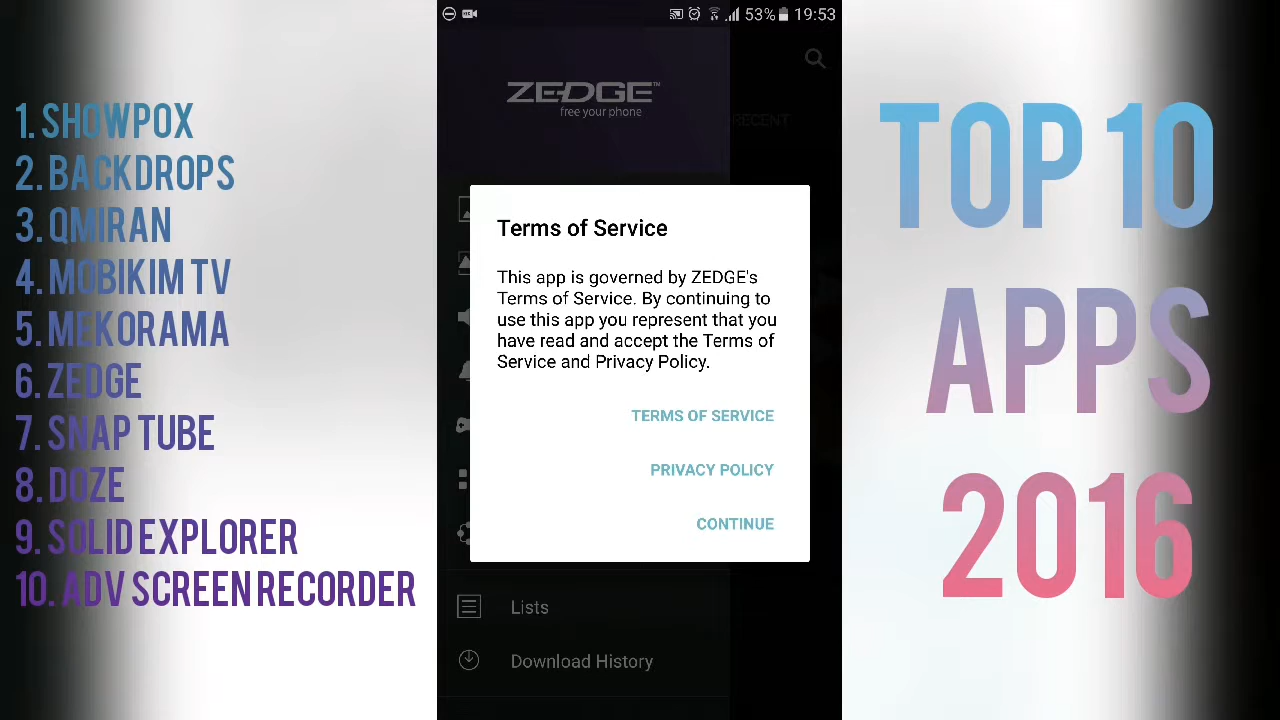 1. SHOWPOX
2. BACKDROPS
3. QMIRAN
4. MOBIKIM TV
5. MEKORAMA
6. ZEDGE
7. SNAP TUBE
8. DOZE
9. SOLID EXPLORER
10. ADV SCREEN RECORDER
53% 19:53
ZEDGE™
free your phone
RECENT
Terms of Service
This app is governed by ZEDGE's
Terms of Service. By continuing to
use this app you represent that you
have read and accept the Terms of
Service and Privacy Policy.
TERMS OF SERVICE
PRIVACY POLICY
CONTINUE
Lists
Download History
TOP 10
APPS
2016